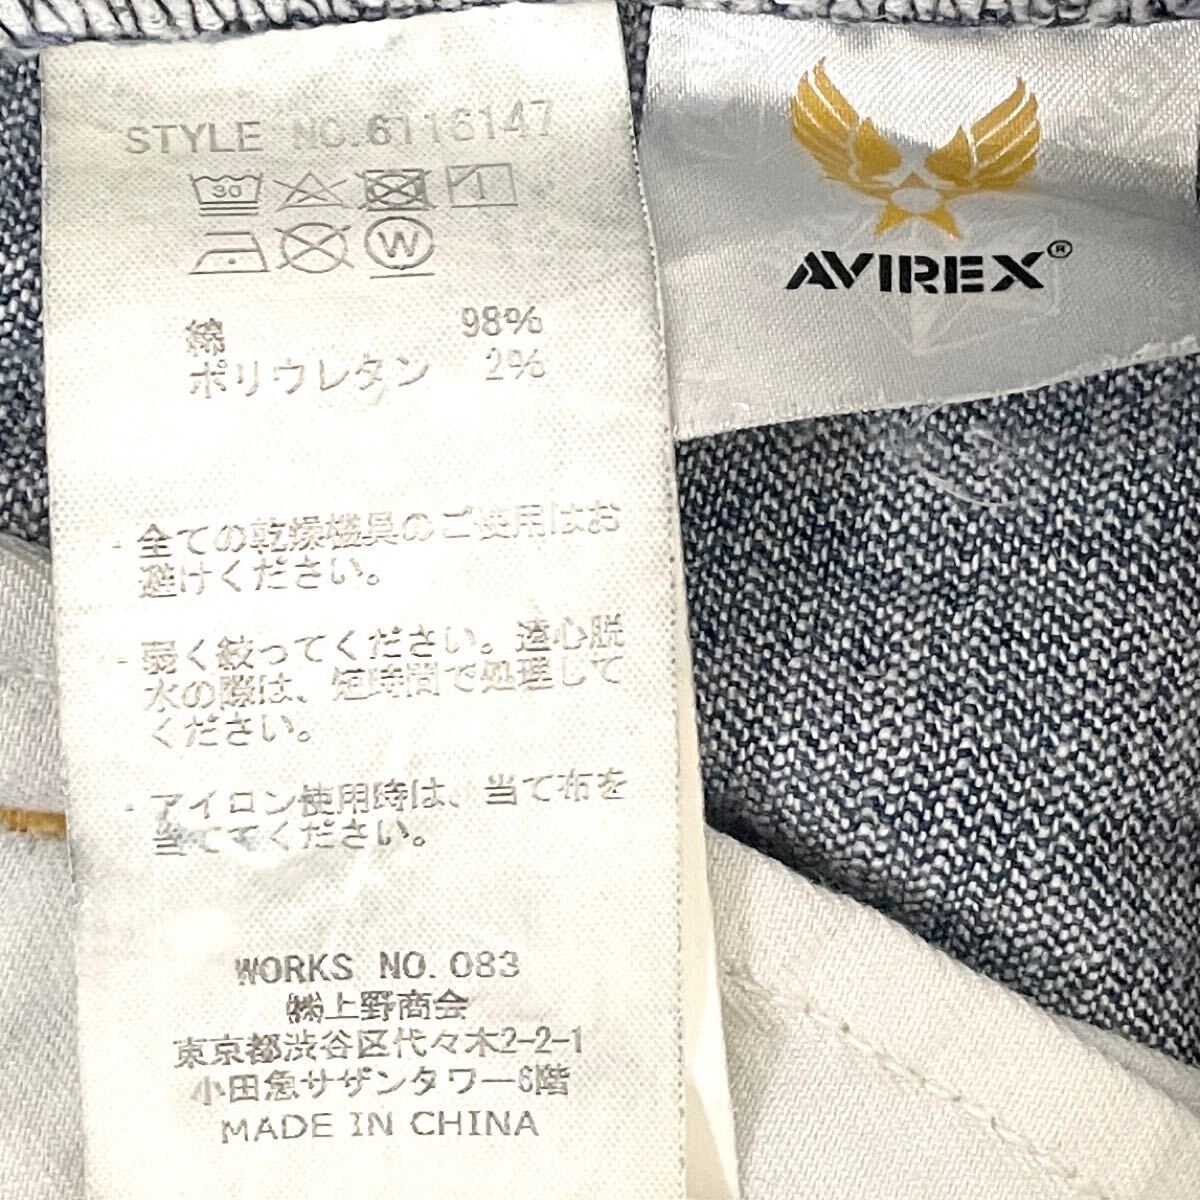 STYLE NO.6116147
30
W
綿 98%
ポリウレタン 2%
・全ての乾燥機具のご使用はお
避けください。
・弱く絞ってください。遠心脱
水の際は、短時間で処理して
ください。
・アイロン使用時は、当て布を
当ててください。
WORKS NO.083
㈱上野商会
東京都渋谷区代々木2-2-1
小田急サザンタワー6階
MADE IN CHINA
AVIREX®